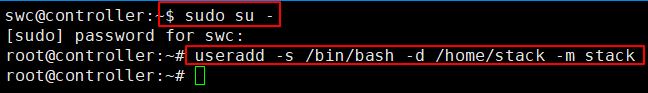 swc@controller:~$ sudo su -
[sudo] password for swc:
root@controller:~# useradd -s /bin/bash -d /home/stack -m stack
root@controller:~#